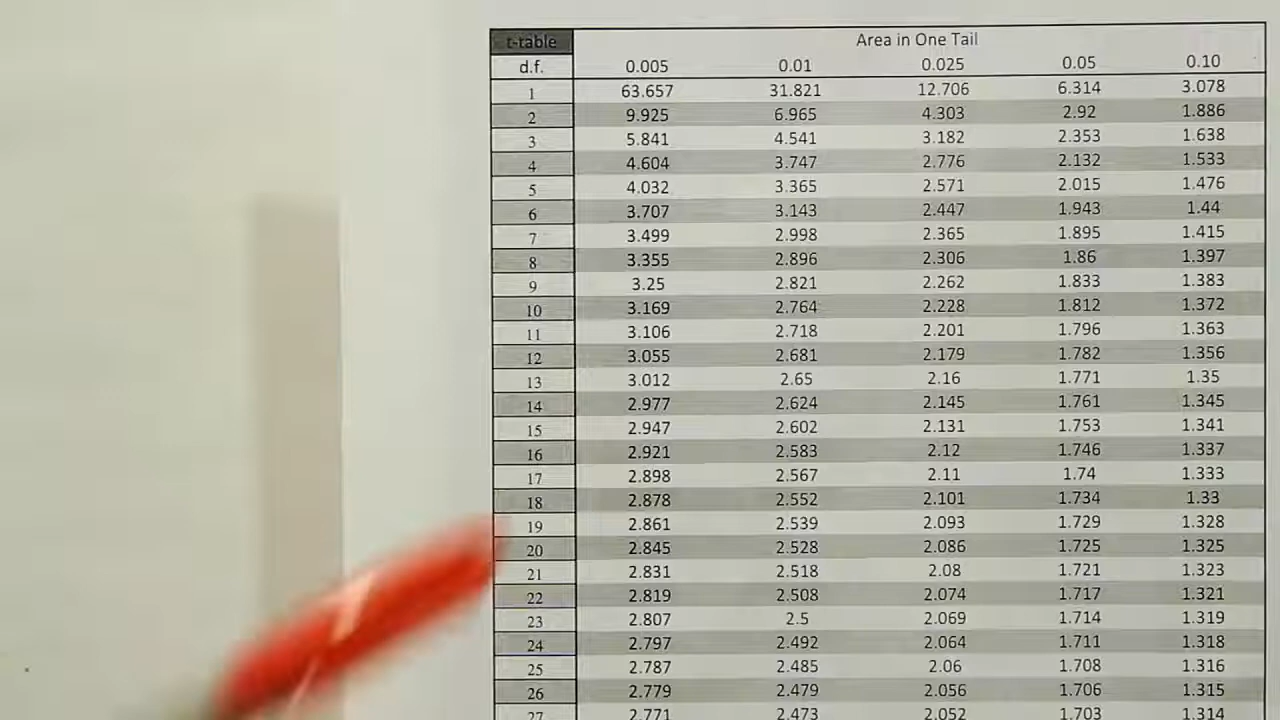 t-table Area in One Tail
d.f. 0.005 0.01 0.025 0.05 0.10
1 63.657 31.821 12.706 6.314 3.078
2 9.925 6.965 4.303 2.92 1.886
3 5.841 4.541 3.182 2.353 1.638
4 4.604 3.747 2.776 2.132 1.533
5 4.032 3.365 2.571 2.015 1.476
6 3.707 3.143 2.447 1.943 1.44
7 3.499 2.998 2.365 1.895 1.415
8 3.355 2.896 2.306 1.86 1.397
9 3.25 2.821 2.262 1.833 1.383
10 3.169 2.764 2.228 1.812 1.372
11 3.106 2.718 2.201 1.796 1.363
12 3.055 2.681 2.179 1.782 1.356
13 3.012 2.65 2.16 1.771 1.35
14 2.977 2.624 2.145 1.761 1.345
15 2.947 2.602 2.131 1.753 1.341
16 2.921 2.583 2.12 1.746 1.337
17 2.898 2.567 2.11 1.74 1.333
18 2.878 2.552 2.101 1.734 1.33
19 2.861 2.539 2.093 1.729 1.328
20 2.845 2.528 2.086 1.725 1.325
21 2.831 2.518 2.08 1.721 1.323
22 2.819 2.508 2.074 1.717 1.321
23 2.807 2.5 2.069 1.714 1.319
24 2.797 2.492 2.064 1.711 1.318
25 2.787 2.485 2.06 1.708 1.316
26 2.779 2.479 2.056 1.706 1.315
27 2.771 2.473 2.052 1.703 1.314